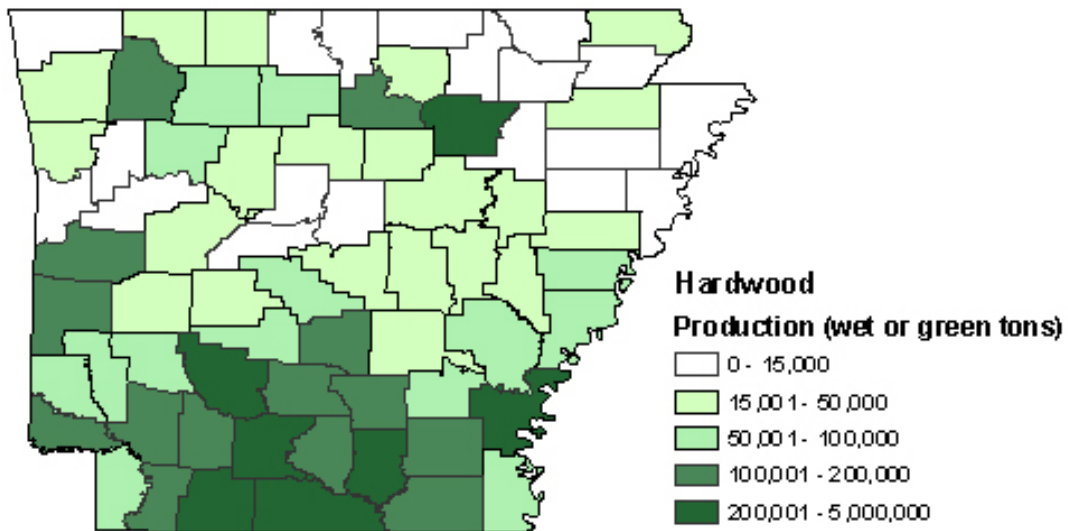 Hardwood
Production (wet or green tons)
0 - 15,000
15,001 - 50,000
50,001 - 100,000
100,001 - 200,000
200,001 - 5,000,000